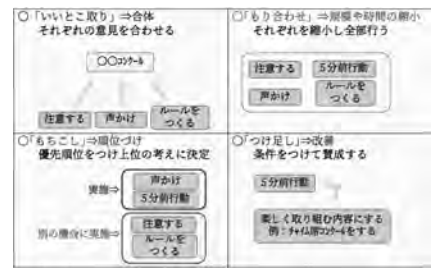 ○「いいとこ取り」⇒合体
それぞれの意見を合わせる
○○コンクール
注意する
声かけ
ルールを
つくる
○「もり合わせ」⇒規模や時間の縮小
それぞれを縮小し全部行う
注意する
5分前行動
声かけ
ルールを
つくる
○「もちこし」⇒順位づけ
優先順位をつけ上位の考えに決定
実施⇒
声かけ
5分前行動
別の機会に実施⇒
注意する
ルールを
つくる
○「つけ足し」⇒改善
条件をつけて賛成する
5分前行動
楽しく取り組む内容にする
例:チャイム席コンクールをする